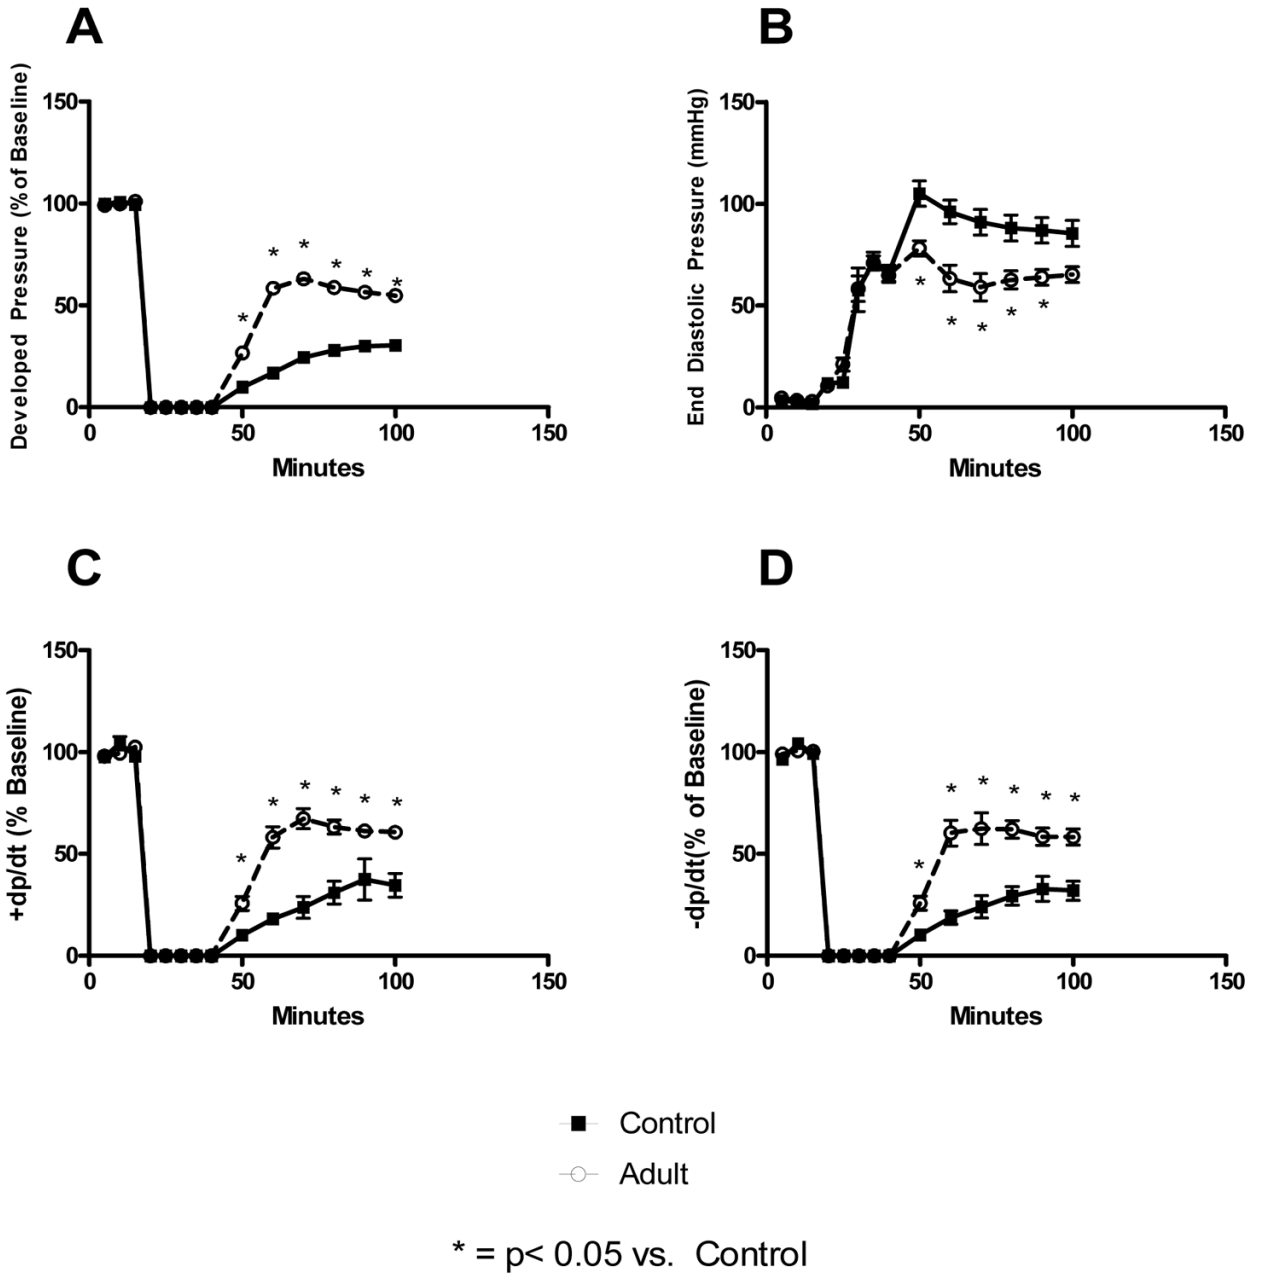 A
Developed Pressure (% of Baseline)
150
100
50
0
0 50 100 150
Minutes
* * * * * *
B
End Diastolic Pressure (mmHg)
150
100
50
0
0 50 100 150
Minutes
* * * * *
C
+dp/dt (% Baseline)
150
100
50
0
0 50 100 150
Minutes
* * * * * *
D
-dp/dt(% of Baseline)
150
100
50
0
0 50 100 150
Minutes
* * * * * *
Control
Adult
* = p< 0.05 vs. Control